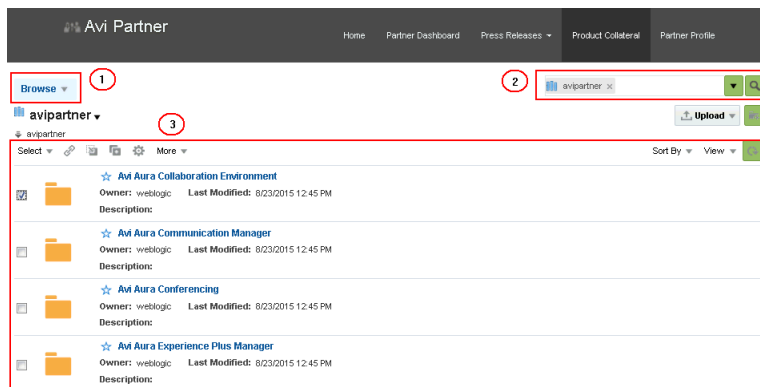 Avi Partner
Home Partner Dashboard Press Releases Product Collateral Partner Profile
Browse 1 2 avipartner ×
avipartner Upload
3
avipartner
Select More Sort By View
Avi Aura Collaboration Environment
Owner: weblogic Last Modified: 8/23/2015 12:45 PM
Description:
Avi Aura Communication Manager
Owner: weblogic Last Modified: 8/23/2015 12:45 PM
Description:
Avi Aura Conferencing
Owner: weblogic Last Modified: 8/23/2015 12:45 PM
Description:
Avi Aura Experience Plus Manager
Owner: weblogic Last Modified: 8/23/2015 12:45 PM
Description: